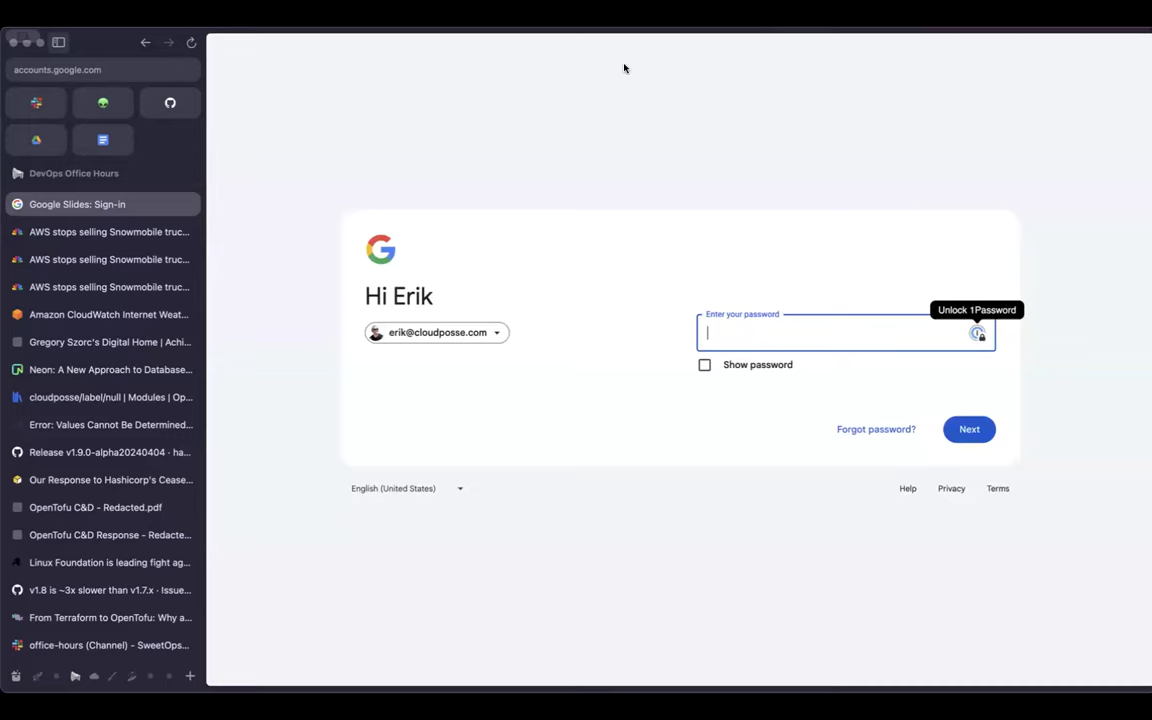 accounts.google.com
DevOps Office Hours
Google Slides: Sign-in
AWS stops selling Snowmobile truc...
AWS stops selling Snowmobile truc...
AWS stops selling Snowmobile truc...
Amazon CloudWatch Internet Weat...
Gregory Szorc's Digital Home | Achi...
Neon: A New Approach to Database...
cloudposse/label/null | Modules | Op...
Error: Values Cannot Be Determined...
Release v1.9.0-alpha20240404 · ha...
Our Response to Hashicorp's Cease...
OpenTofu C&D - Redacted.pdf
OpenTofu C&D Response - Redacte...
Linux Foundation is leading fight ag...
v1.8 is ~3x slower than v1.7.x · Issue...
From Terraform to OpenTofu: Why a...
office-hours (Channel) - SweetOps...
Hi Erik
erik@cloudposse.com
Unlock 1Password
Enter your password
Show password
Forgot password?
Next
English (United States)
Help
Privacy
Terms